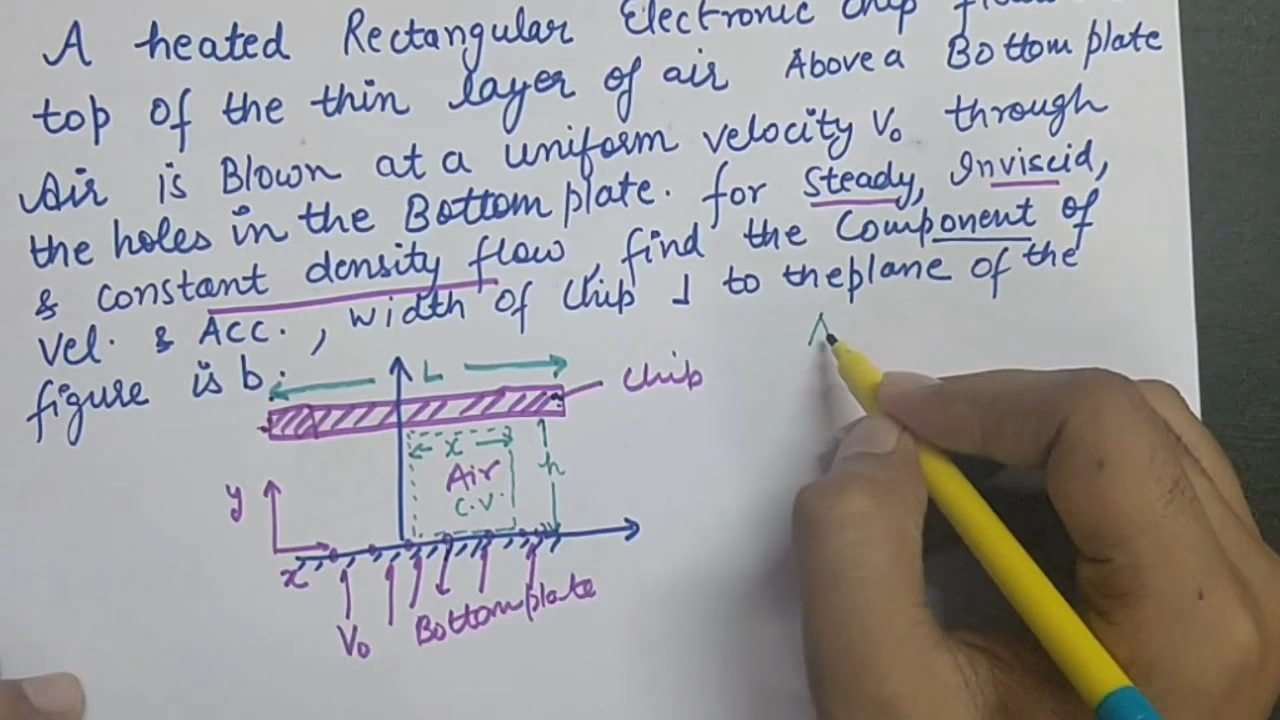 A heated Rectangular Electronic chip
top of the thin layer of air Above a Bottom plate
Air is Blown at a uniform velocity V₀ through
the holes in the Bottom plate. for Steady, Inviscid,
& constant density flow, find the Component of
Vel. & Acc., width of Chip ⊥ to the plane of the
figure is b.
L
Chip
x
h
Air
C.V.
y
x
V₀
Bottom plate